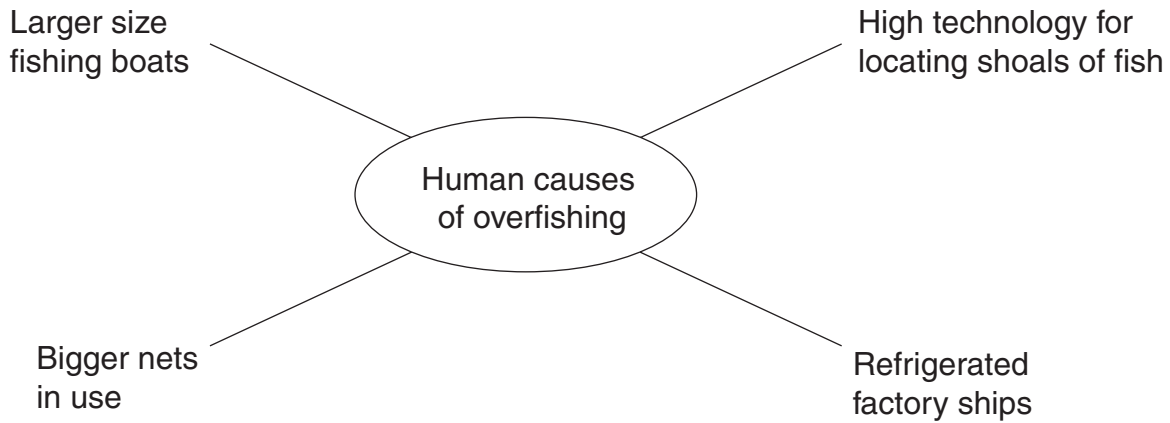 Larger size
fishing boats
High technology for
locating shoals of fish
Human causes
of overfishing
Bigger nets
in use
Refrigerated
factory ships